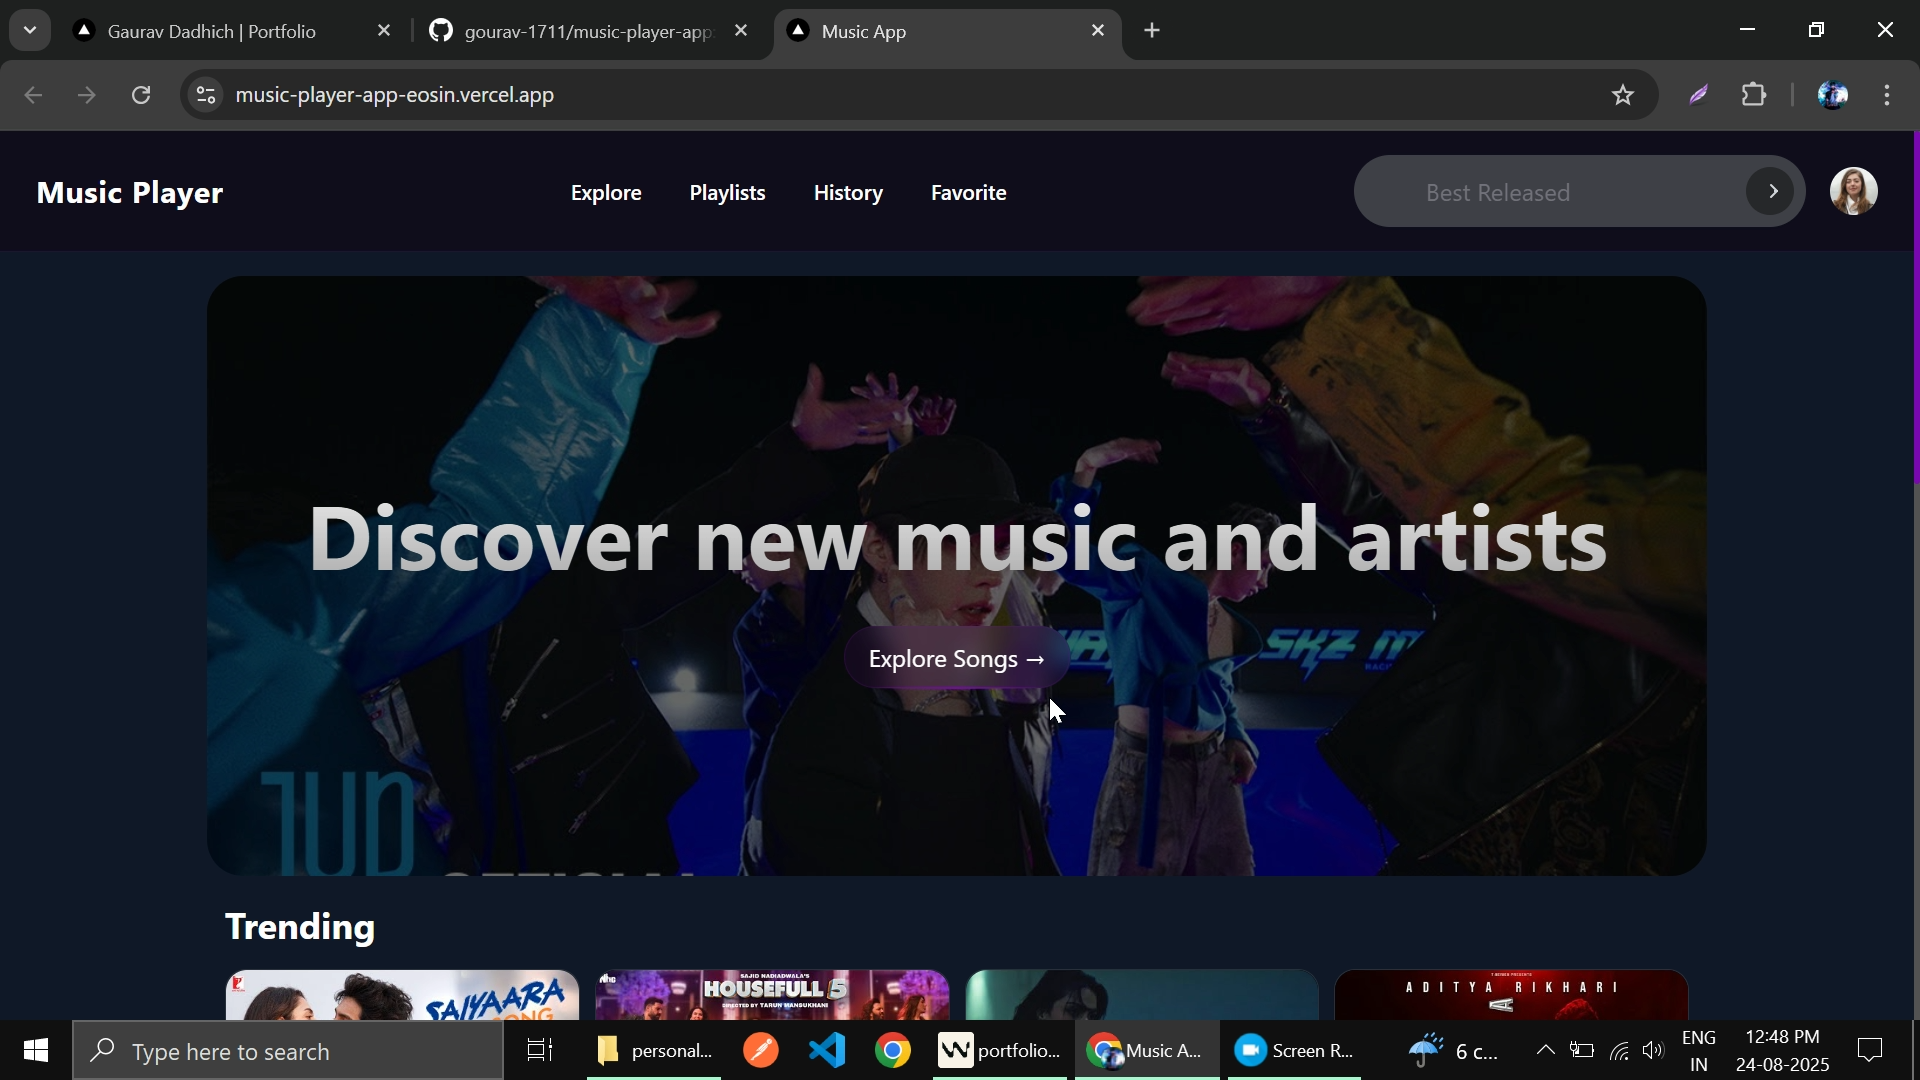 Gaurav Dadhich | Portfolio
gourav-1711/music-player-app
Music App
music-player-app-eosin.vercel.app
Music Player
Explore
Playlists
History
Favorite
Best Released
Discover new music and artists
Explore Songs →
SKZ
Trending
SAIYAARA
SONG
SAJID NADIADWALA'S
HOUSEFULL 5
DIRECTED BY TARUN MANSUKHANI
ADITYA RIKHARI
Type here to search
personal...
portfolio...
Music A...
Screen R...
6 c...
ENG
IN
12:48 PM
24-08-2025